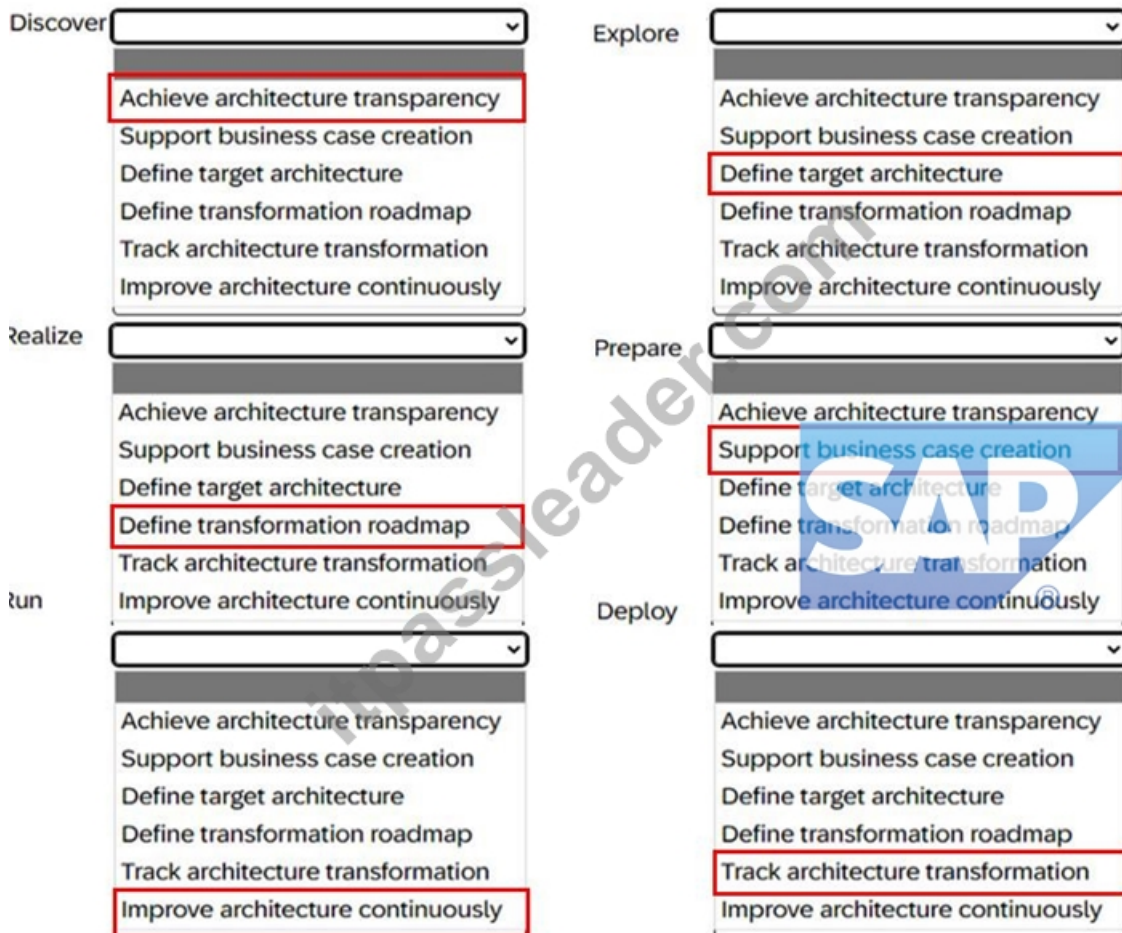 Discover
Achieve architecture transparency
Support business case creation
Define target architecture
Define transformation roadmap
Track architecture transformation
Improve architecture continuously
Explore
Achieve architecture transparency
Support business case creation
Define target architecture
Define transformation roadmap
Track architecture transformation
Improve architecture continuously
Realize
Achieve architecture transparency
Support business case creation
Define target architecture
Define transformation roadmap
Track architecture transformation
Improve architecture continuously
Prepare
Achieve architecture transparency
Support business case creation
Define target architecture
Define transformation roadmap
Track architecture transformation
Improve architecture continuously
Run
Achieve architecture transparency
Support business case creation
Define target architecture
Define transformation roadmap
Track architecture transformation
Improve architecture continuously
Deploy
Achieve architecture transparency
Support business case creation
Define target architecture
Define transformation roadmap
Track architecture transformation
Improve architecture continuously
SAP ®
itpassleader.com